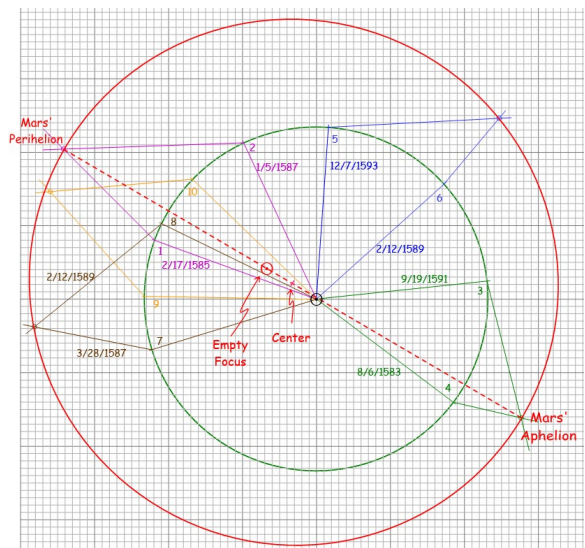 Mars'
Perihelion
2
1/5/1587
5
12/7/1593
10
6
8
1
2/17/1585
2/12/1589
2/12/1589
9/19/1591
3
9
7
3/28/1587
Empty
Focus
Center
8/6/1583
4
Mars'
Aphelion